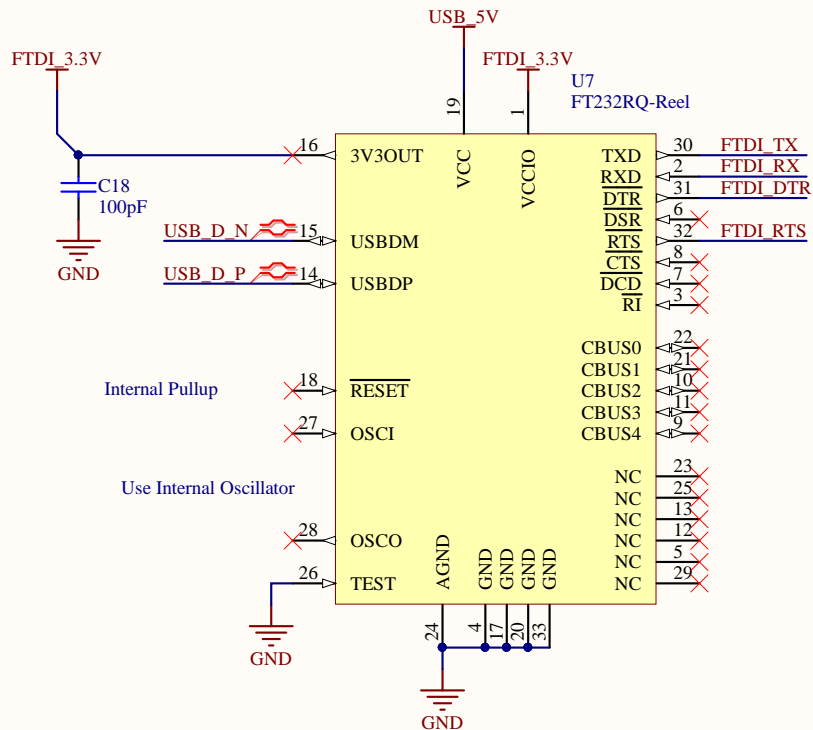 USB_5V
FTDI_3.3V
FTDI_3.3V
U7
FT232RQ-Reel
19
1
16
3V3OUT
VCC
VCCIO
TXD
30
FTDI_TX
RXD
2
FTDI_RX
DTR
31
FTDI_DTR
DSR
6
RTS
32
FTDI_RTS
CTS
8
DCD
7
RI
3
C18
100pF
GND
USB_D_N
15
USBDM
USB_D_P
14
USBDP
CBUS0
22
CBUS1
21
CBUS2
10
CBUS3
11
CBUS4
9
Internal Pullup
18
RESET
27
OSCI
Use Internal Oscillator
28
OSCO
26
TEST
NC
23
NC
25
NC
13
NC
12
NC
5
NC
29
AGND
GND
GND
GND
GND
24
4
17
20
33
GND
GND